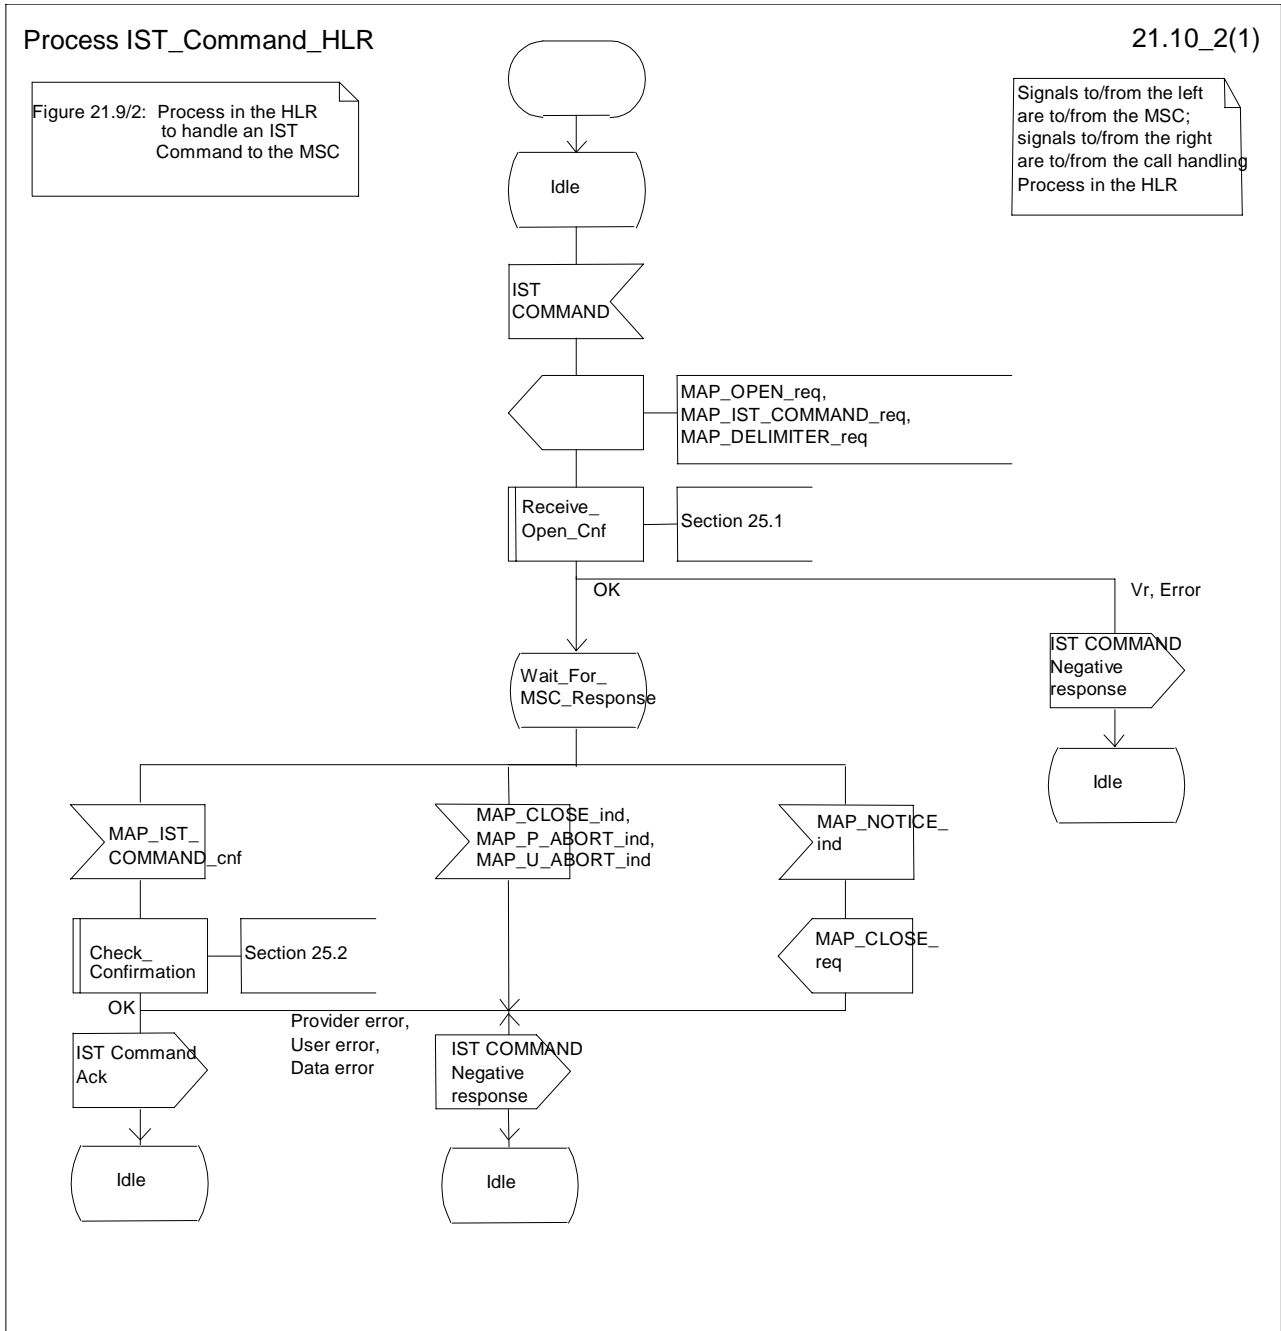 Process IST_Command_HLR
21.10_2(1)
Figure 21.9/2: Process in the HLR
to handle an IST
Command to the MSC
Signals to/from the left
are to/from the MSC;
signals to/from the right
are to/from the call handling
Process in the HLR
Idle
IST
COMMAND
MAP_OPEN_req,
MAP_IST_COMMAND_req,
MAP_DELIMITER_req
Receive_
Open_Cnf
Section 25.1
OK
Vr, Error
IST COMMAND
Negative
response
Wait_For_
MSC_Response
Idle
MAP_IST_
COMMAND_cnf
MAP_CLOSE_ind,
MAP_P_ABORT_ind,
MAP_U_ABORT_ind
MAP_NOTICE_
ind
Check_
Confirmation
Section 25.2
MAP_CLOSE_
req
OK
Provider error,
User error,
Data error
IST Command
Ack
IST COMMAND
Negative
response
Idle
Idle